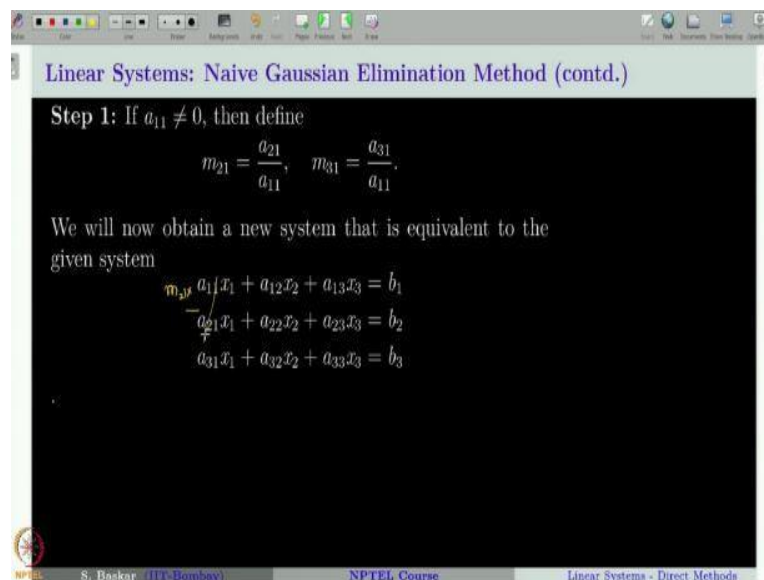 Linear Systems: Naive Gaussian Elimination Method (contd.)
Step 1: If a₁₁ ≠ 0, then define
m₂₁ = a₂₁/a₁₁, m₃₁ = a₃₁/a₁₁.
We will now obtain a new system that is equivalent to the
given system
m₂₁× a₁₁x₁ + a₁₂x₂ + a₁₃x₃ = b₁
− a₂₁x₁ + a₂₂x₂ + a₂₃x₃ = b₂
a₃₁x₁ + a₃₂x₂ + a₃₃x₃ = b₃
.
NPTEL S. Baskar (IIT-Bombay) NPTEL Course Linear Systems - Direct Methods